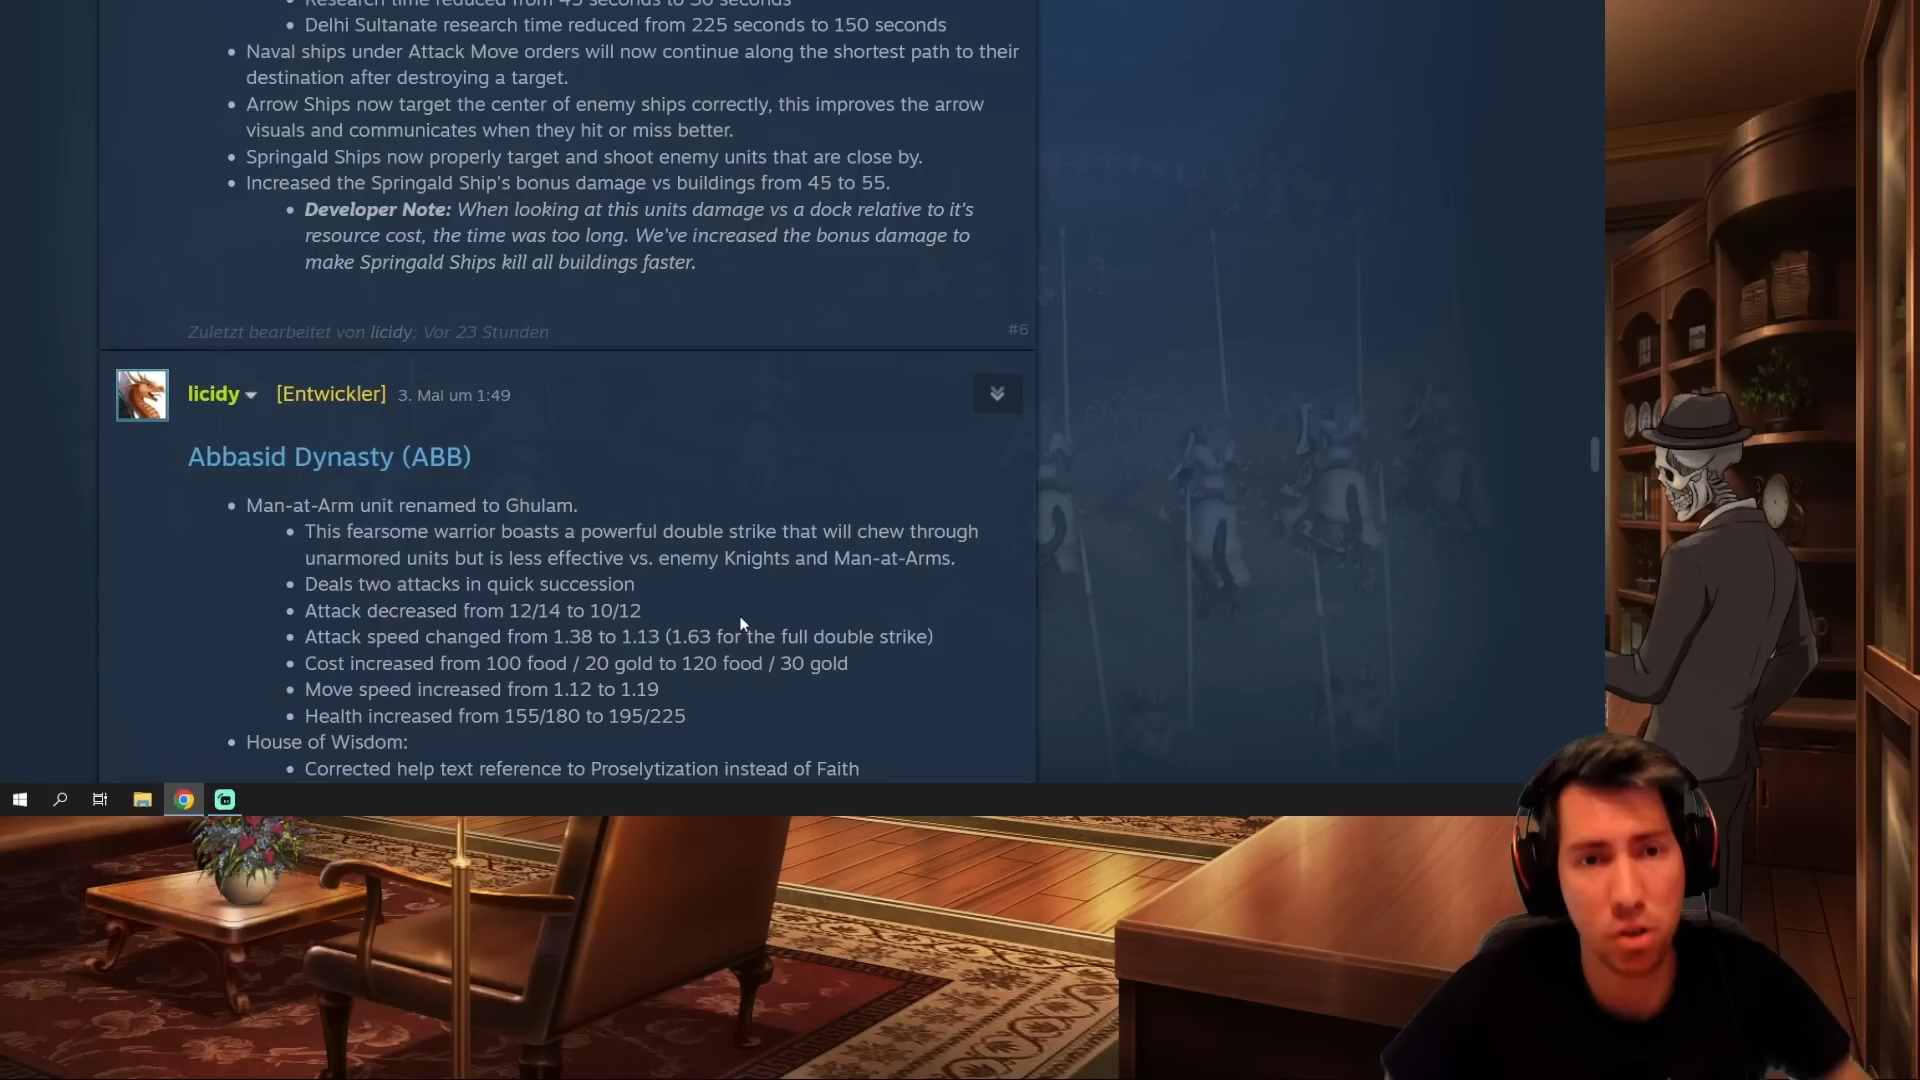 Research time reduced from 45 seconds to 30 seconds
Delhi Sultanate research time reduced from 225 seconds to 150 seconds
Naval ships under Attack Move orders will now continue along the shortest path to their
destination after destroying a target.
Arrow Ships now target the center of enemy ships correctly, this improves the arrow
visuals and communicates when they hit or miss better.
Springald Ships now properly target and shoot enemy units that are close by.
Increased the Springald Ship's bonus damage vs buildings from 45 to 55.
Developer Note: When looking at this units damage vs a dock relative to it's
resource cost, the time was too long. We've increased the bonus damage to
make Springald Ships kill all buildings faster.
Zuletzt bearbeitet von licidy; Vor 23 Stunden
#6
licidy [Entwickler] 3. Mai um 1:49
Abbasid Dynasty (ABB)
Man-at-Arm unit renamed to Ghulam.
This fearsome warrior boasts a powerful double strike that will chew through
unarmored units but is less effective vs. enemy Knights and Man-at-Arms.
Deals two attacks in quick succession
Attack decreased from 12/14 to 10/12
Attack speed changed from 1.38 to 1.13 (1.63 for the full double strike)
Cost increased from 100 food / 20 gold to 120 food / 30 gold
Move speed increased from 1.12 to 1.19
Health increased from 155/180 to 195/225
House of Wisdom:
Corrected help text reference to Proselytization instead of Faith